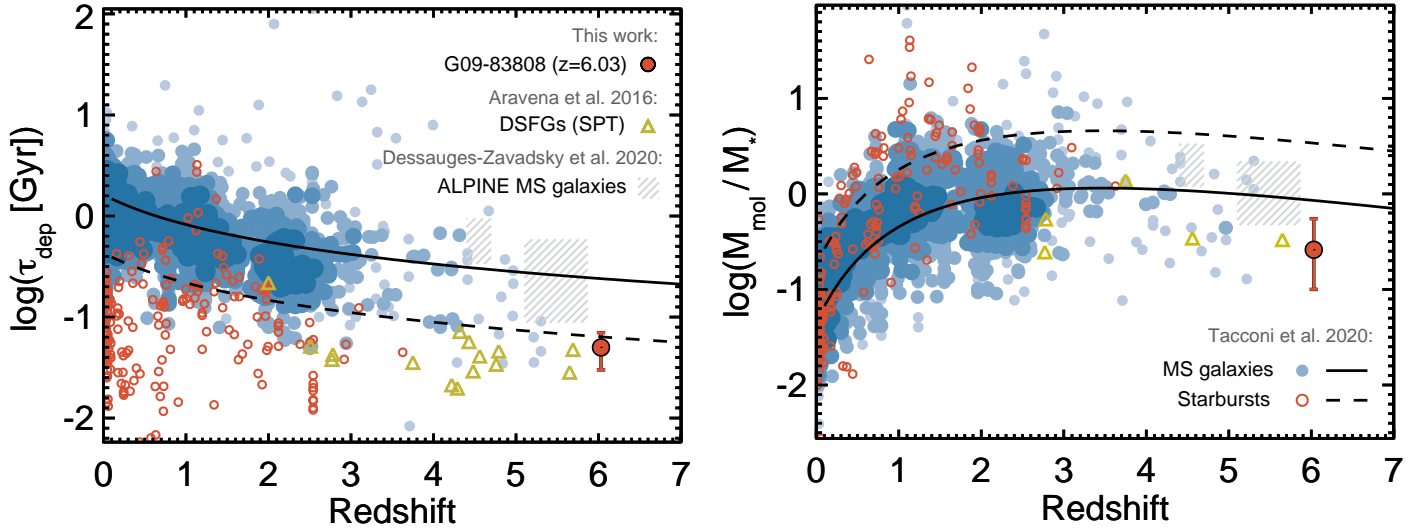 2
1
0
-1
-2
log(τdep [Gyr])
This work:
G09-83808 (z=6.03)
Aravena et al. 2016:
DSFGs (SPT)
Dessauges-Zavadsky et al. 2020:
ALPINE MS galaxies
0 1 2 3 4 5 6 7
Redshift
1
0
-1
-2
log(Mmol / M*)
Tacconi et al. 2020:
MS galaxies
Starbursts
0 1 2 3 4 5 6 7
Redshift